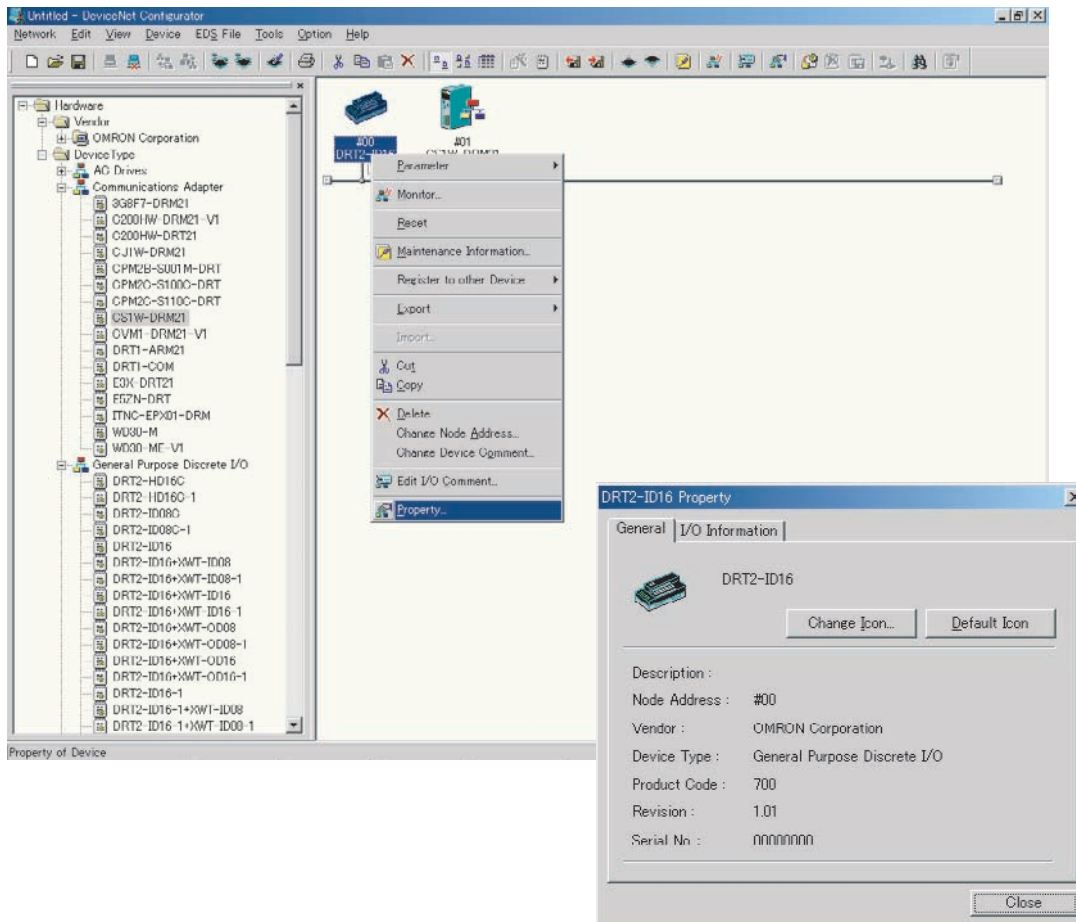 Untitled - DeviceNet Configurator
Network Edit View Device EDS File Tools Option Help
Hardware
Vendor
OMRON Corporation
DeviceType
AC Drives
Communications Adapter
3G8F7-DRM21
C200HW-DRM21-V1
C200HW-DRT21
CJ1W-DRM21
CPM2B-S001M-DRT
CPM2C-S100C-DRT
CPM2C-S110C-DRT
CS1W-DRM21
CVM1-DRM21-V1
DRT1-ARM21
DRT1-COM
E3X-DRT21
E5ZN-DRT
ITNC-EPX01-DRM
WD30-M
WD30-ME-V1
General Purpose Discrete I/O
DRT2-HD16C
DRT2-HD16C-1
DRT2-ID08C
DRT2-ID08C-1
DRT2-ID16
DRT2-ID16+XWT-ID08
DRT2-ID16+XWT-ID08-1
DRT2-ID16+XWT-ID16
DRT2-ID16+XWT-ID16-1
DRT2-ID16+XWT-OD08
DRT2-ID16+XWT-OD08-1
DRT2-ID16+XWT-OD16
DRT2-ID16+XWT-OD16-1
DRT2-ID16-1
DRT2-ID16-1+XWT-ID08
DRT2-ID16-1+XWT-ID08-1
Property of Device
#00
DRT2-ID16
#01
CS1W-DRM21
Parameter
Monitor...
Reset
Maintenance Information...
Register to other Device
Export
Import...
Cut
Copy
Delete
Change Node Address...
Change Device Comment...
Edit I/O Comment...
Property...
DRT2-ID16 Property
General I/O Information
DRT2-ID16
Change Icon... Default Icon
Description :
Node Address : #00
Vendor : OMRON Corporation
Device Type : General Purpose Discrete I/O
Product Code : 700
Revision : 1.01
Serial No : 00000000
Close